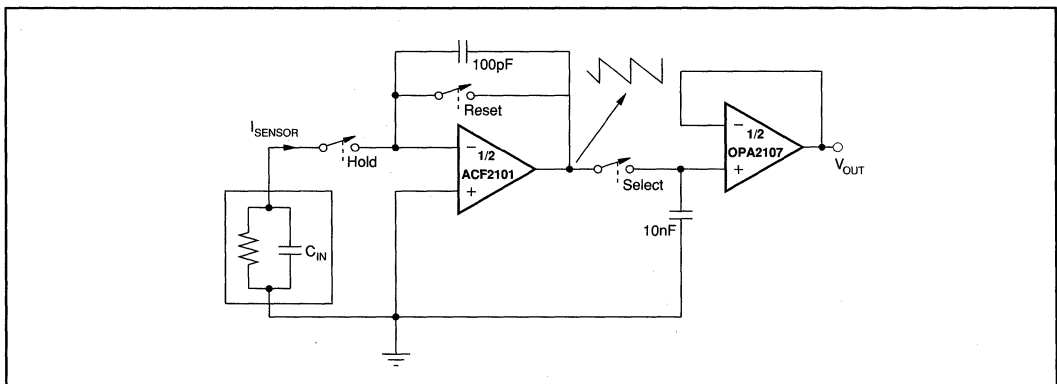 100pF
Reset
I_SENSOR
Hold
−
1/2
ACF2101
+
Select
−
1/2
OPA2107
+
V_OUT
10nF
C_IN